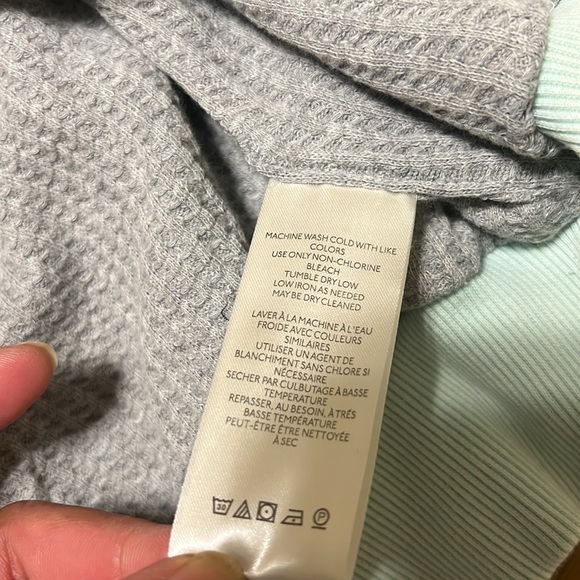 MACHINE WASH COLD WITH LIKE
COLORS
USE ONLY NON-CHLORINE
BLEACH
TUMBLE DRY LOW
LOW IRON AS NEEDED
MAY BE DRY CLEANED
LAVER À LA MACHINE À L'EAU
FROIDE AVEC COULEURS
SIMILAIRES
UTILISER UN AGENT DE
BLANCHIMENT SANS CHLORE SI
NÉCESSAIRE
SECHER PAR CULBUTAGE À BASSE
TEMPERATURE
REPASSER, AU BESOIN, À TRÉS
BASSE TEMPÉRATURE
PEUT-ÊTRE ÊTRE NETTOYÉE
À SEC
30 P